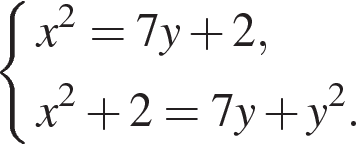 x² = 7y + 2,
x² + 2 = 7y + y².